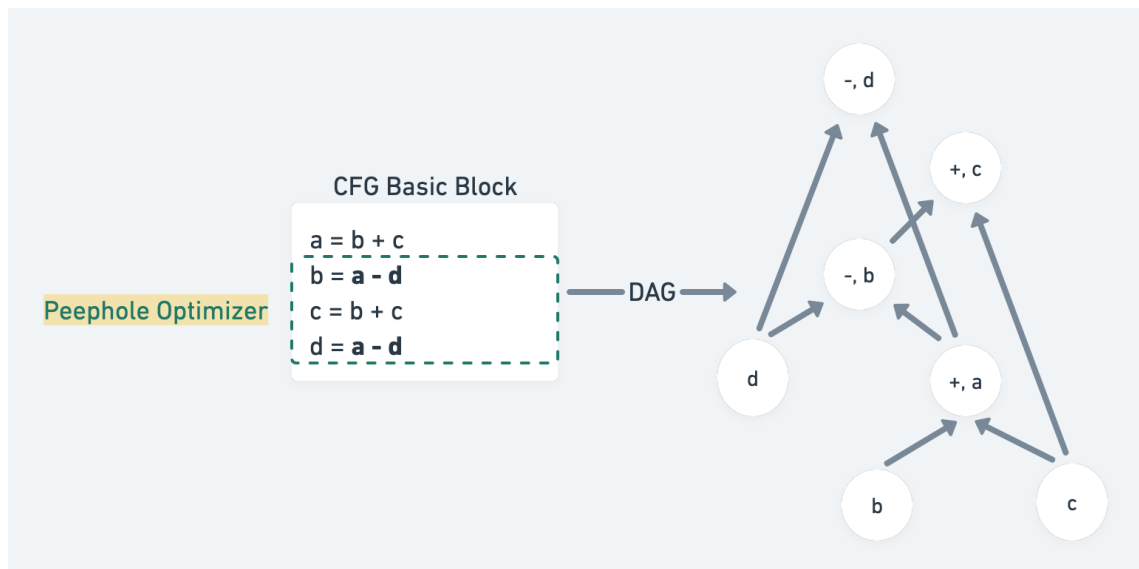 Peephole Optimizer
CFG Basic Block
a = b + c
b = a - d
c = b + c
d = a - d
DAG
-, d
+, c
-, b
d
+, a
b
c